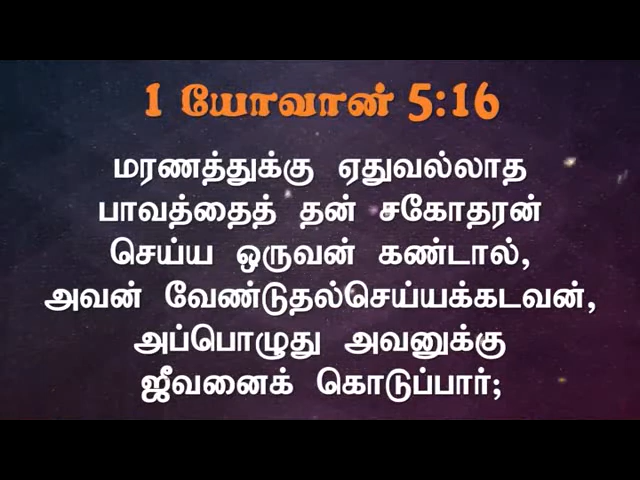 1 யோவான் 5:16
மரணத்துக்கு ஏதுவல்லாத
பாவத்தைத் தன் சகோதரன்
செய்ய ஒருவன் கண்டால்,
அவன் வேண்டுதல்செய்யக்கடவன்,
அப்பொழுது அவனுக்கு
ஜீவனைக் கொடுப்பார்;